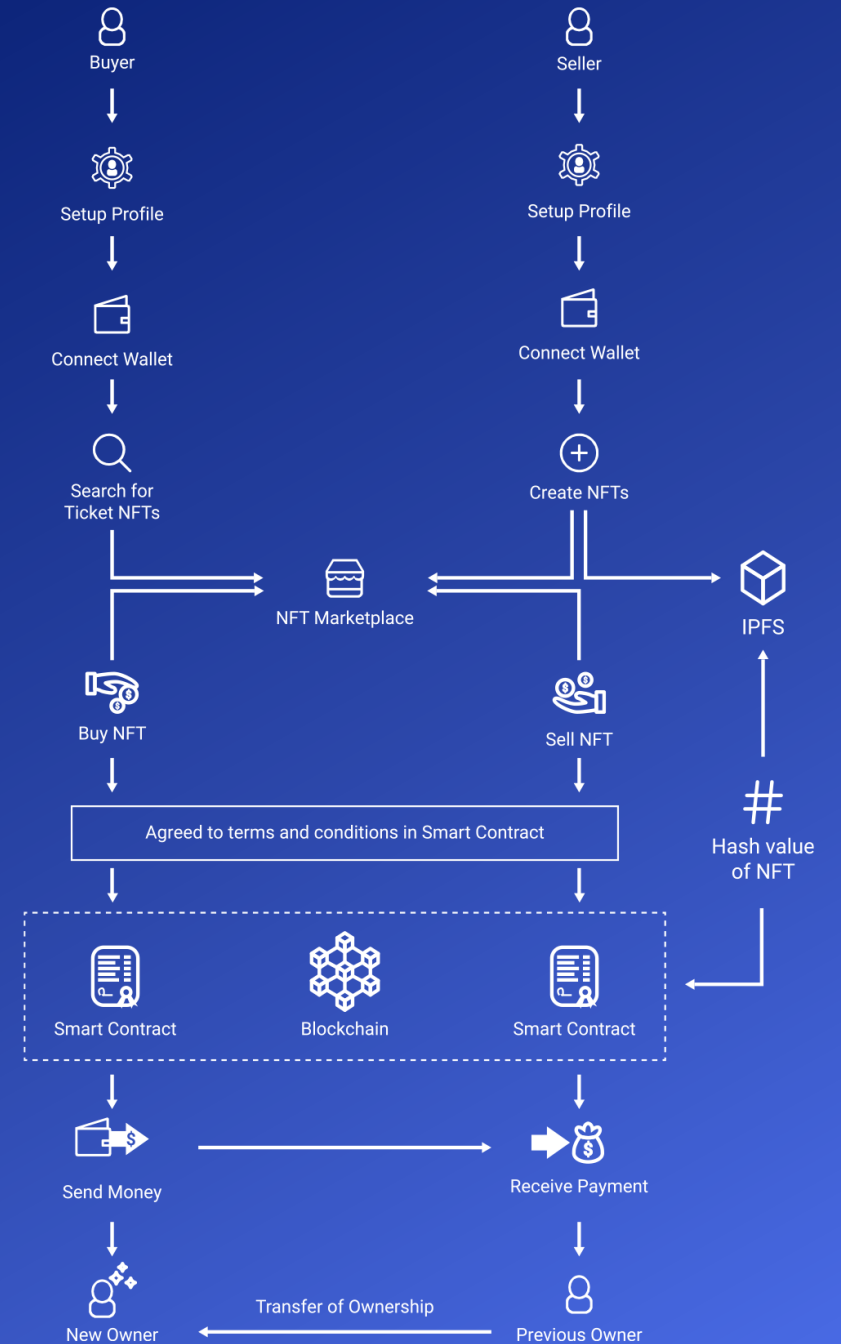 Buyer
Seller
Setup Profile
Setup Profile
Connect Wallet
Connect Wallet
Search for
Ticket NFTs
Create NFTs
NFT Marketplace
IPFS
Buy NFT
Sell NFT
Agreed to terms and conditions in Smart Contract
#
Hash value
of NFT
Smart Contract
Blockchain
Smart Contract
Send Money
Receive Payment
Transfer of Ownership
New Owner
Previous Owner